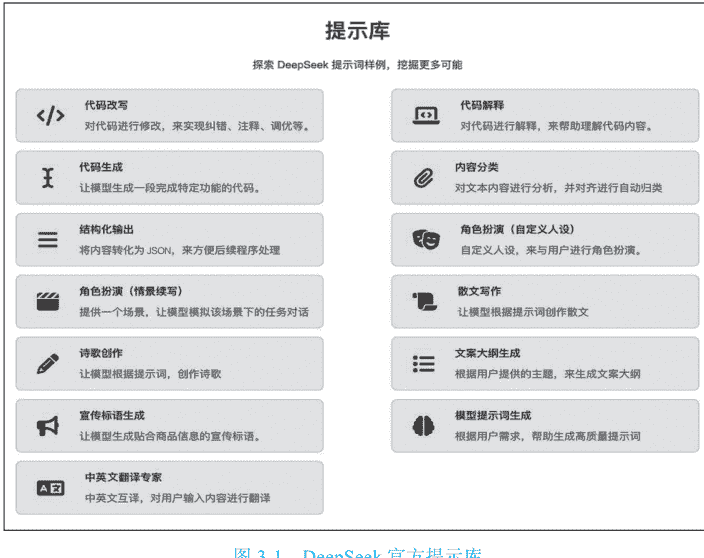 提示库
探索 DeepSeek 提示词样例，挖掘更多可能
代码改写
对代码进行修改，来实现纠错、注释、调优等。
代码解释
对代码进行解释，来帮助理解代码内容。
代码生成
让模型生成一段完成特定功能的代码。
内容分类
对文本内容进行分析，并对齐进行自动归类
结构化输出
将内容转化为 JSON，来方便后续程序处理
角色扮演（自定义人设）
自定义人设，来与用户进行角色扮演。
角色扮演（情景续写）
提供一个场景，让模型模拟该场景下的任务对话
散文写作
让模型根据提示词创作散文
诗歌创作
让模型根据提示词，创作诗歌
文案大纲生成
根据用户提供的主题，来生成文案大纲
宣传标语生成
让模型生成贴合商品信息的宣传标语。
模型提示词生成
根据用户需求，帮助生成高质量提示词
中英文翻译专家
中英文互译，对用户输入内容进行翻译
图 3-1 DeepSeek 官方提示库